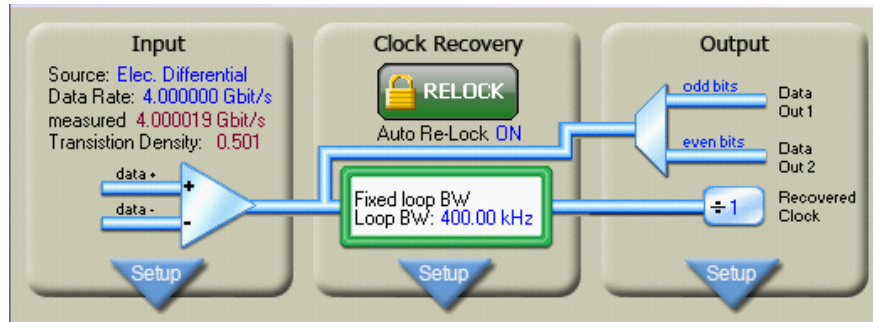 Input
Source: Elec. Differential
Data Rate: 4.000000 Gbit/s
measured 4.000019 Gbit/s
Transistion Density: 0.501
data +
+
data -
-
Setup
Clock Recovery
RELOCK
Auto Re-Lock ON
Fixed loop BW
Loop BW: 400.00 kHz
Setup
Output
odd bits
Data
Out 1
even bits
Data
Out 2
÷1
Recovered
Clock
Setup